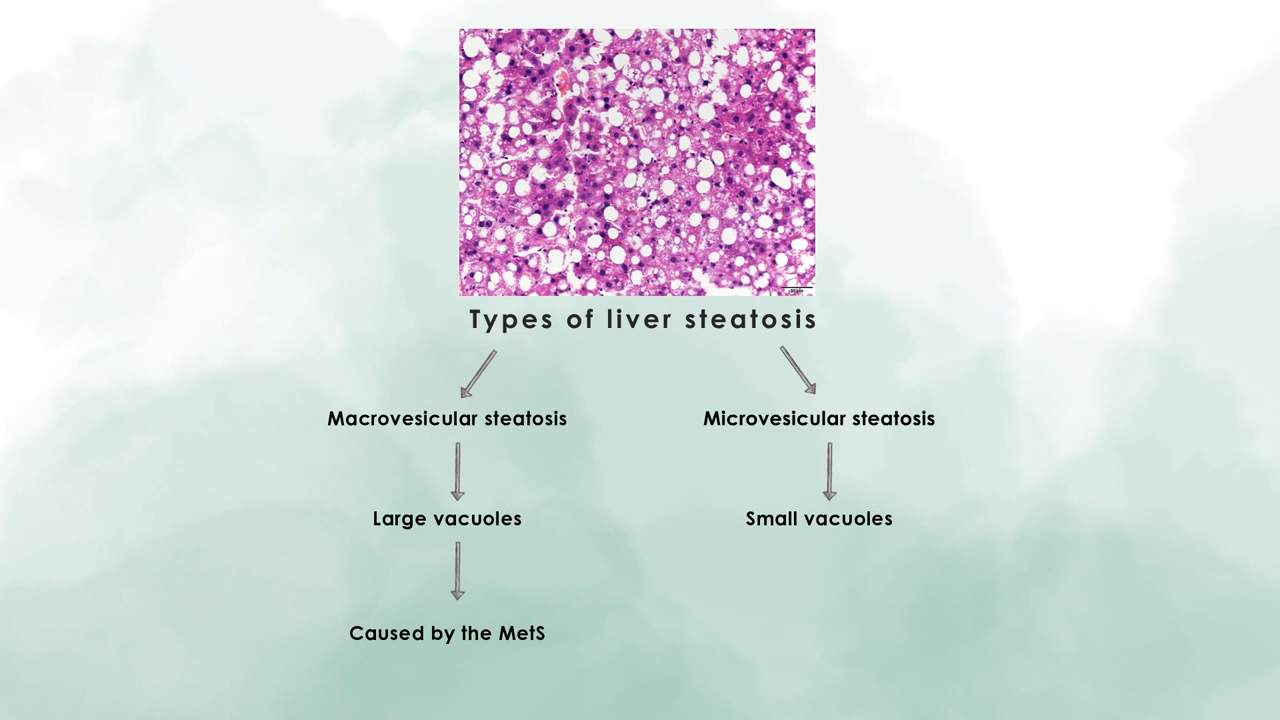 Types of liver steatosis
Macrovesicular steatosis
Microvesicular steatosis
Large vacuoles
Small vacuoles
Caused by the MetS